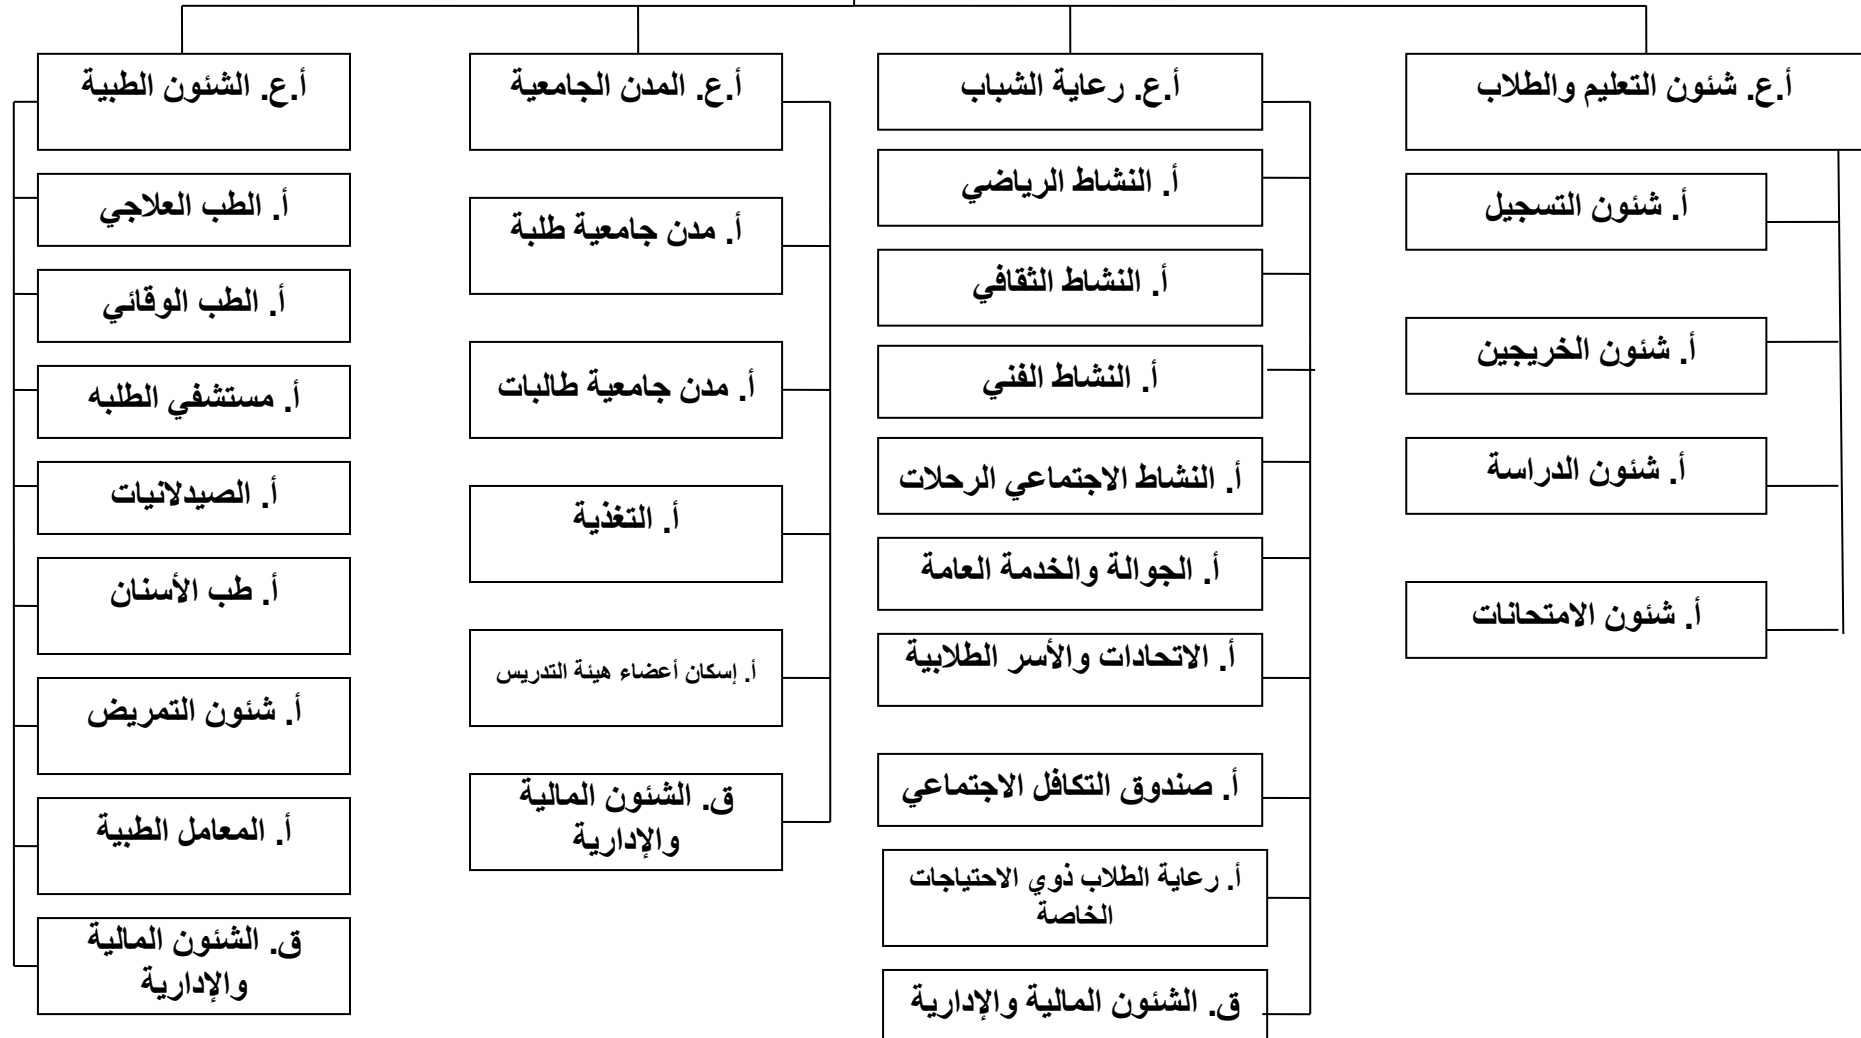 أ.ع. شئون التعليم والطلاب
أ. شئون التسجيل
أ. شئون الخريجين
أ. شئون الدراسة
أ. شئون الامتحانات
أ.ع. رعاية الشباب
أ. النشاط الرياضي
أ. النشاط الثقافي
أ. النشاط الفني
أ. النشاط الاجتماعي الرحلات
أ. الجوالة والخدمة العامة
أ. الاتحادات والأسر الطلابية
أ. صندوق التكافل الاجتماعي
أ. رعاية الطلاب ذوي الاحتياجات
الخاصة
ق. الشئون المالية والإدارية
أ.ع. المدن الجامعية
أ. مدن جامعية طلبة
أ. مدن جامعية طالبات
أ. التغذية
أ. إسكان أعضاء هيئة التدريس
ق. الشئون المالية
والإدارية
أ.ع. الشئون الطبية
أ. الطب العلاجي
أ. الطب الوقائي
أ. مستشفي الطلبه
أ. الصيدلانيات
أ. طب الأسنان
أ. شئون التمريض
أ. المعامل الطبية
ق. الشئون المالية
والإدارية